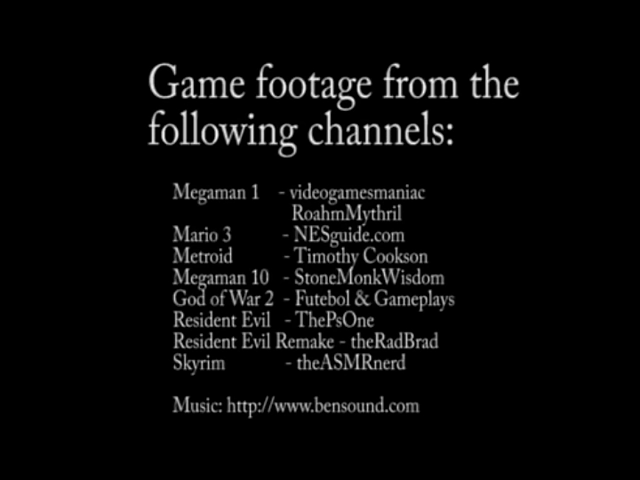 Game footage from the
following channels:
Megaman 1 - videogamesmaniac
RoahmMythril
Mario 3 - NESguide.com
Metroid - Timothy Cookson
Megaman 10 - StoneMonkWisdom
God of War 2 - Futebol & Gameplays
Resident Evil - ThePsOne
Resident Evil Remake - theRadBrad
Skyrim - theASMRnerd
Music: http://www.bensound.com